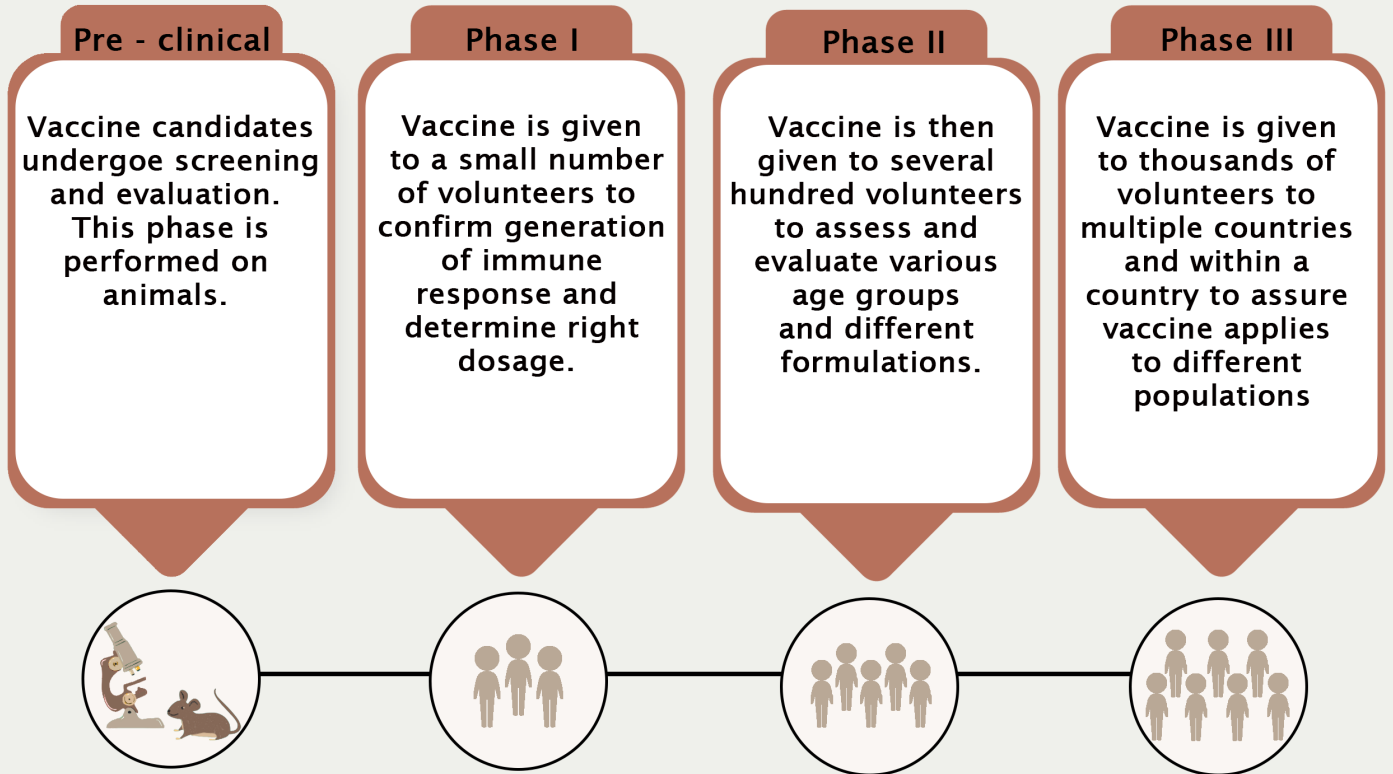 Pre - clinical
Vaccine candidates
undergoe screening
and evaluation.
This phase is
performed on
animals.
Phase I
Vaccine is given
to a small number
of volunteers to
confirm generation
of immune
response and
determine right
dosage.
Phase II
Vaccine is then
given to several
hundred volunteers
to assess and
evaluate various
age groups
and different
formulations.
Phase III
Vaccine is given
to thousands of
volunteers to
multiple countries
and within a
country to assure
vaccine applies
to different
populations